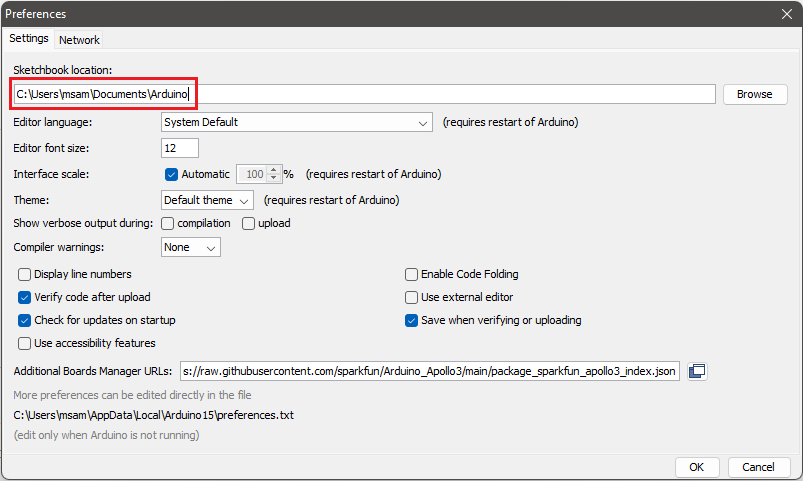 Preferences
Settings Network
Sketchbook location:
C:\Users\msam\Documents\Arduino Browse
Editor language: System Default (requires restart of Arduino)
Editor font size: 12
Interface scale: Automatic 100 % (requires restart of Arduino)
Theme: Default theme (requires restart of Arduino)
Show verbose output during: compilation upload
Compiler warnings: None
Display line numbers Enable Code Folding
Verify code after upload Use external editor
Check for updates on startup Save when verifying or uploading
Use accessibility features
Additional Boards Manager URLs: s://raw.githubusercontent.com/sparkfun/Arduino_Apollo3/main/package_sparkfun_apollo3_index.json
More preferences can be edited directly in the file
C:\Users\msam\AppData\Local\Arduino15\preferences.txt
(edit only when Arduino is not running)
OK Cancel